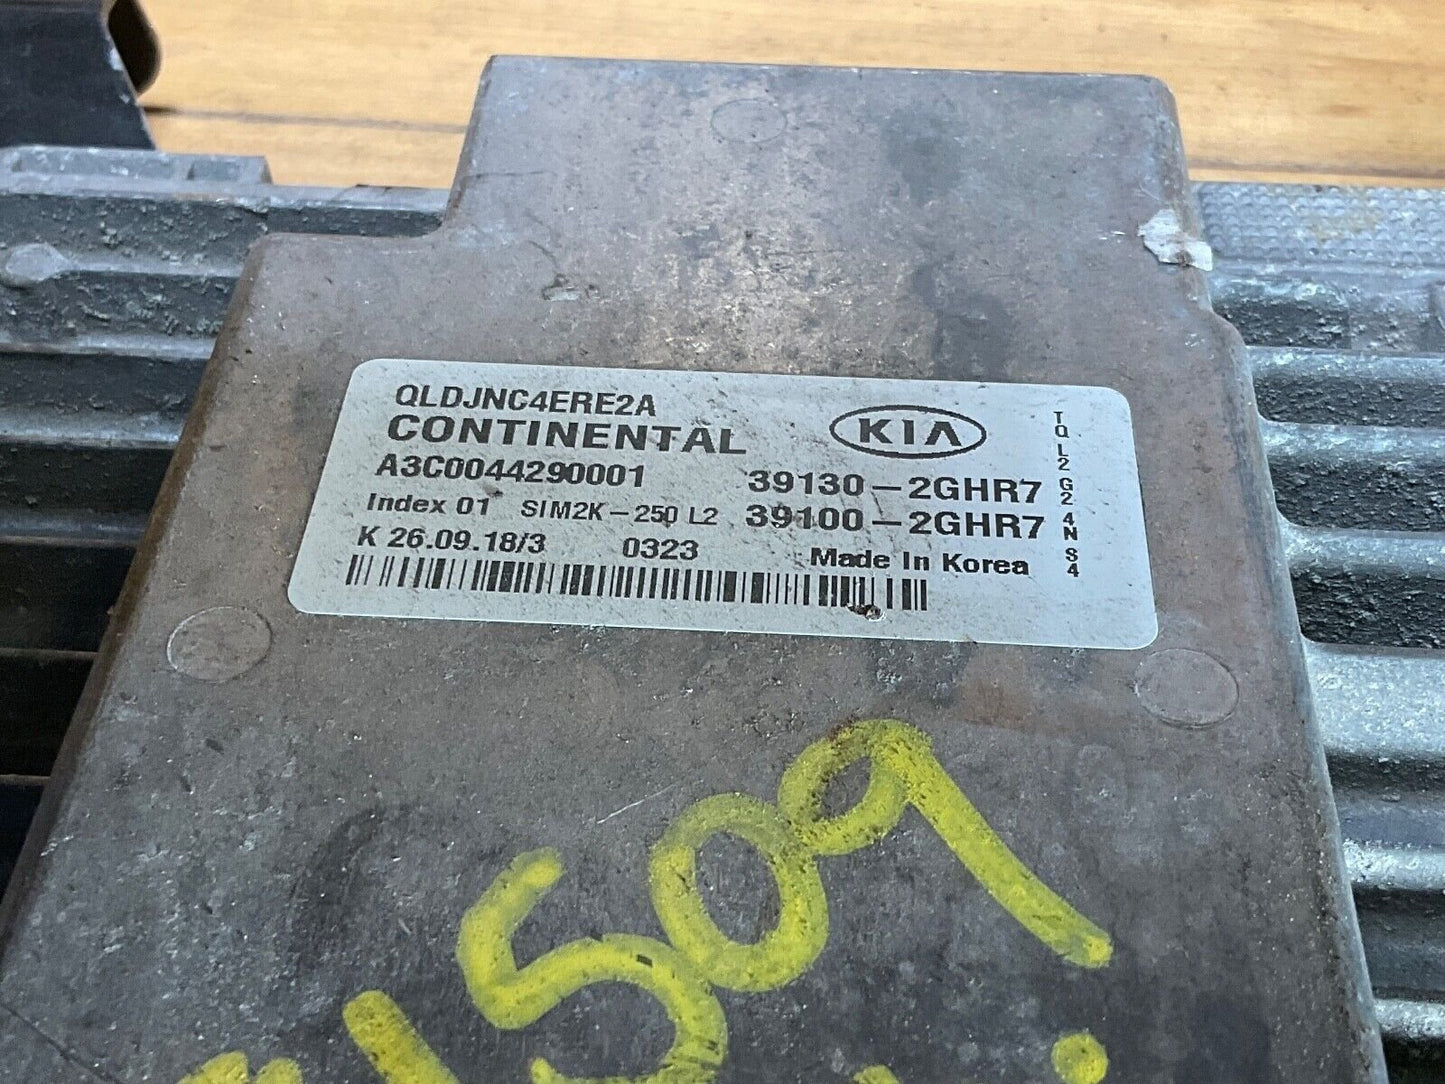 QLDJNC4ERE2A
CONTINENTAL
KIA
A3C0044290001 39130-2GHR7
Index 01 SIM2K-250 L2 39100-2GHR7
K 26.09.18/3 0323 Made In Korea
TQ L2 G2 4N S4
1509